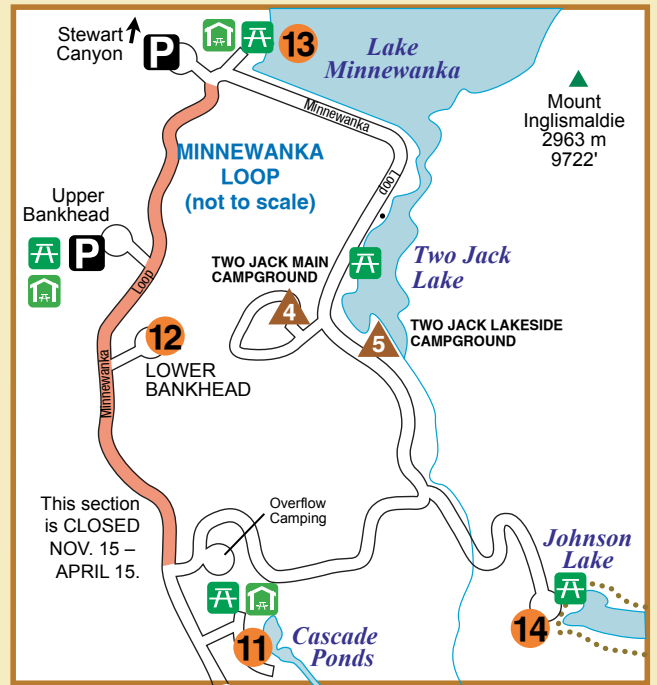 Stewart
Canyon
P
13
Lake
Minnewanka
Mount
Inglismaldie
2963 m
9722'
Minnewanka
Loop
MINNEWANKA
LOOP
(not to scale)
Upper
Bankhead
P
Loop
Minnewanka
TWO JACK MAIN
CAMPGROUND
4
Two Jack
Lake
TWO JACK LAKESIDE
CAMPGROUND
5
12
LOWER
BANKHEAD
This section
is CLOSED
NOV. 15 –
APRIL 15.
Overflow
Camping
Johnson
Lake
14
11
Cascade
Ponds